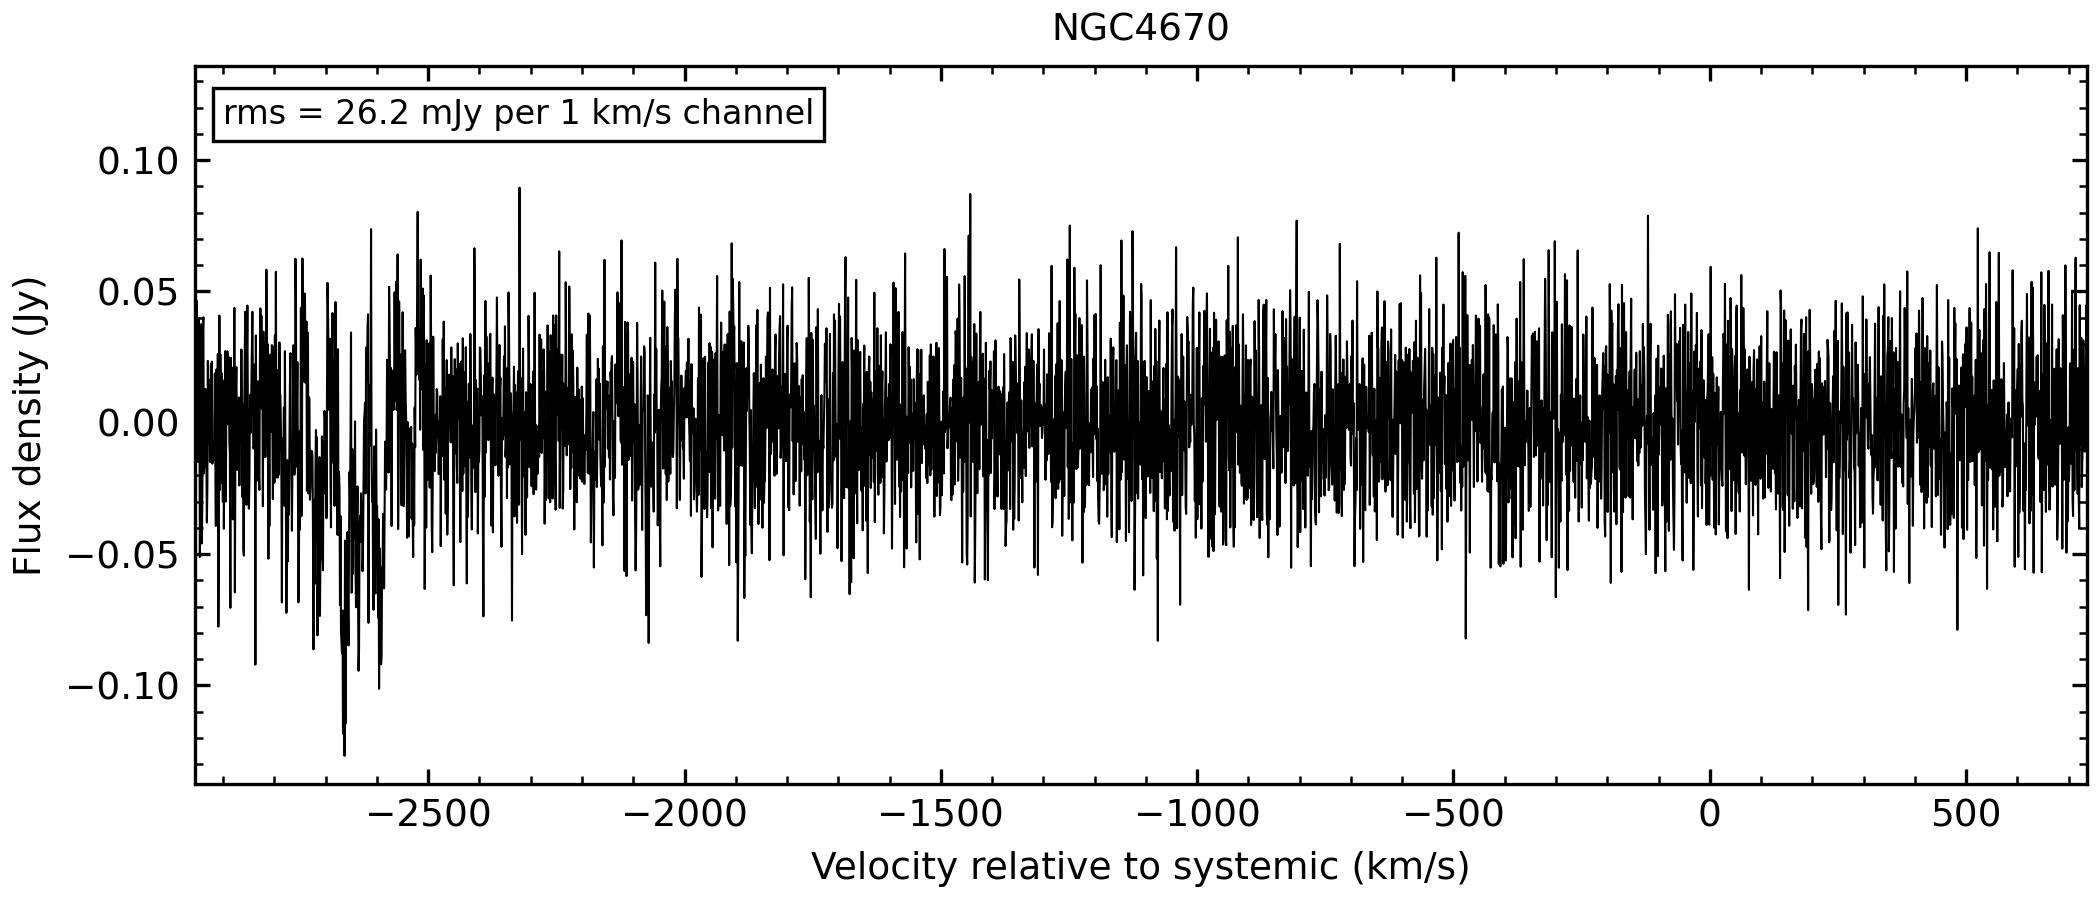 NGC4670
rms = 26.2 mJy per 1 km/s channel
Flux density (Jy)
0.10
0.05
0.00
−0.05
−0.10
−2500 −2000 −1500 −1000 −500 0 500
Velocity relative to systemic (km/s)